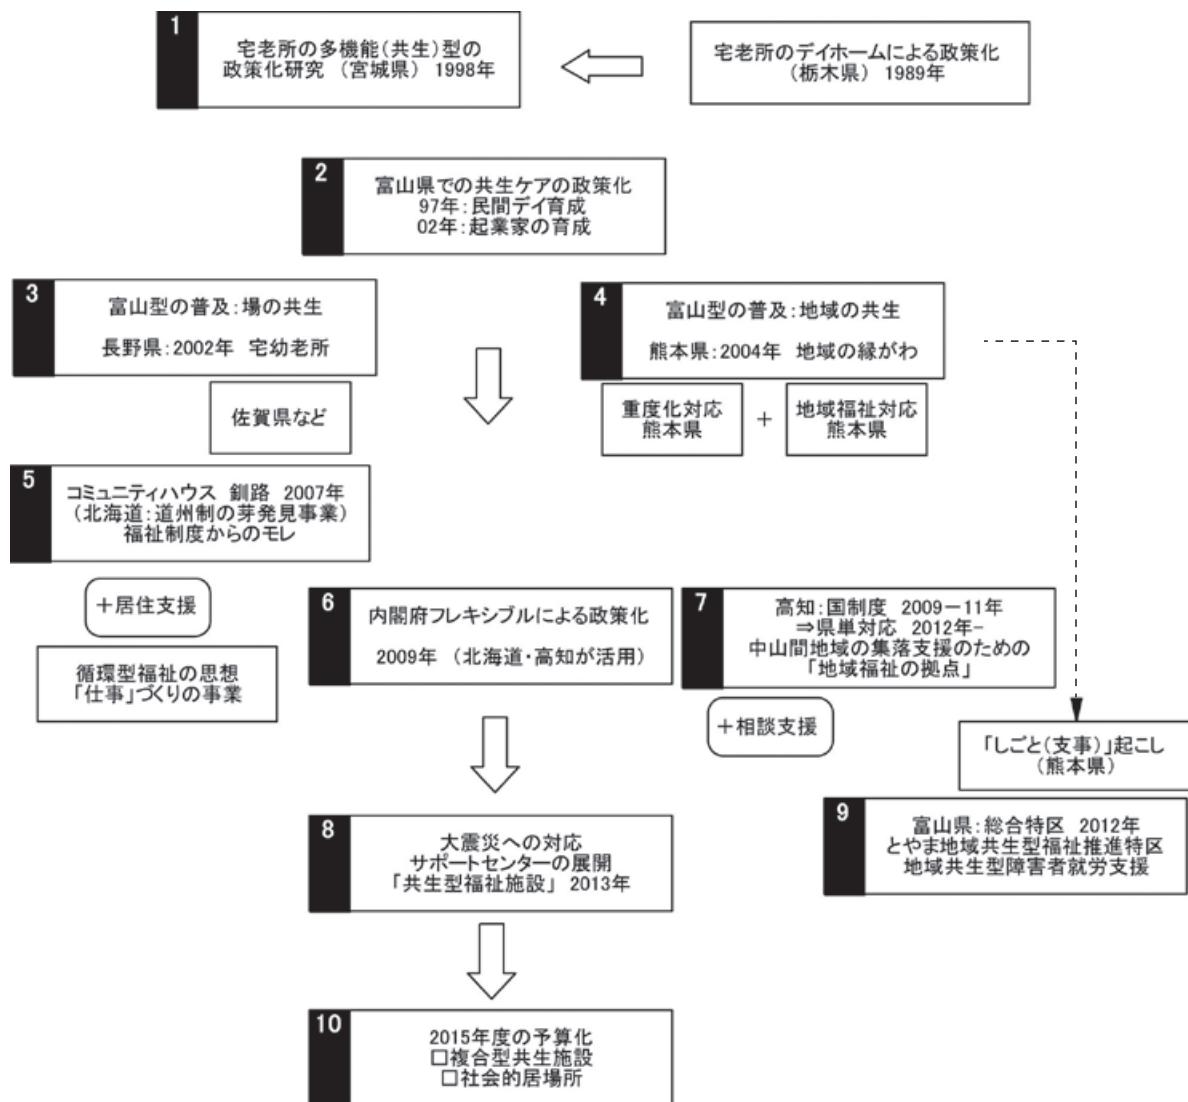 1
宅老所の多機能(共生)型の
政策化研究 (宮城県) 1998年
宅老所のデイホームによる政策化
(栃木県) 1989年
2
富山県での共生ケアの政策化
97年:民間デイ育成
02年:起業家の育成
3
富山型の普及:場の共生
長野県:2002年 宅幼老所
佐賀県など
4
富山型の普及:地域の共生
熊本県:2004年 地域の縁がわ
重度化対応
熊本県
+
地域福祉対応
熊本県
5
コミュニティハウス 釧路 2007年
(北海道:道州制の芽発見事業)
福祉制度からのモレ
+居住支援
循環型福祉の思想
「仕事」づくりの事業
6
内閣府フレキシブルによる政策化
2009年 (北海道・高知が活用)
7
高知:国制度 2009-11年
⇒県単対応 2012年-
中山間地域の集落支援のための
「地域福祉の拠点」
+相談支援
「しごと(支事)」起こし
(熊本県)
8
大震災への対応
サポートセンターの展開
「共生型福祉施設」 2013年
9
富山県:総合特区 2012年
とやま地域共生型福祉推進特区
地域共生型障害者就労支援
10
2015年度の予算化
□複合型共生施設
□社会的居場所